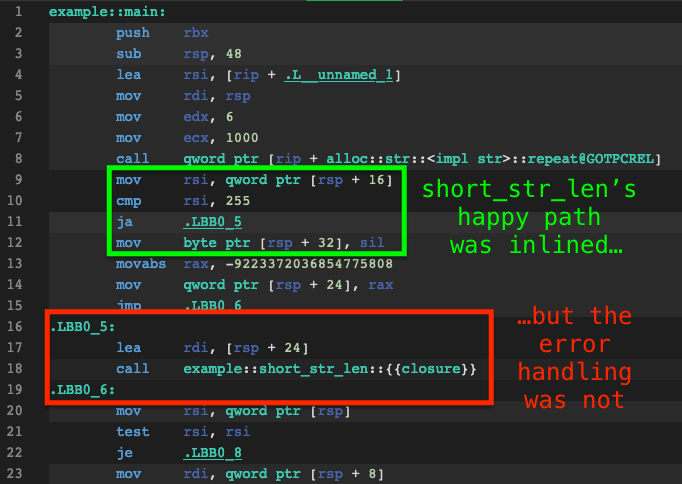 1 example::main:
2 push rbx
3 sub rsp, 48
4 lea rsi, [rip + .L__unnamed_1]
5 mov rdi, rsp
6 mov edx, 6
7 mov ecx, 1000
8 call qword ptr [rip + alloc::str::<impl str>::repeat@GOTPCREL]
9 mov rsi, qword ptr [rsp + 16]
10 cmp rsi, 255
11 ja .LBB0_5
12 mov byte ptr [rsp + 32], sil
13 movabs rax, -9223372036854775808
14 mov qword ptr [rsp + 24], rax
15 jmp .LBB0_6
16 .LBB0_5:
17 lea rdi, [rsp + 24]
18 call example::short_str_len::{{closure}}
19 .LBB0_6:
20 mov rsi, qword ptr [rsp]
21 test rsi, rsi
22 je .LBB0_8
23 mov rdi, qword ptr [rsp + 8]
short_str_len’s
happy path
was inlined…
…but the
error
handling
was not